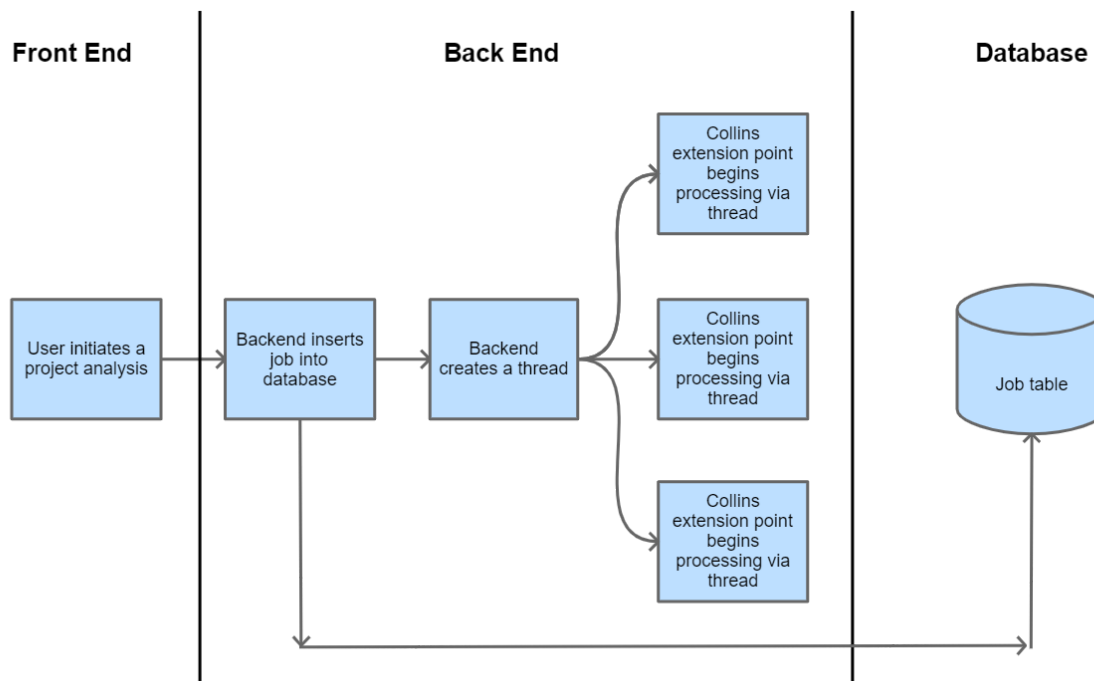 Front End
Back End
Database
Collins
extension point
begins
processing via
thread
User initiates a
project analysis
Backend inserts
job into
database
Backend
creates a thread
Collins
extension point
begins
processing via
thread
Job table
Collins
extension point
begins
processing via
thread